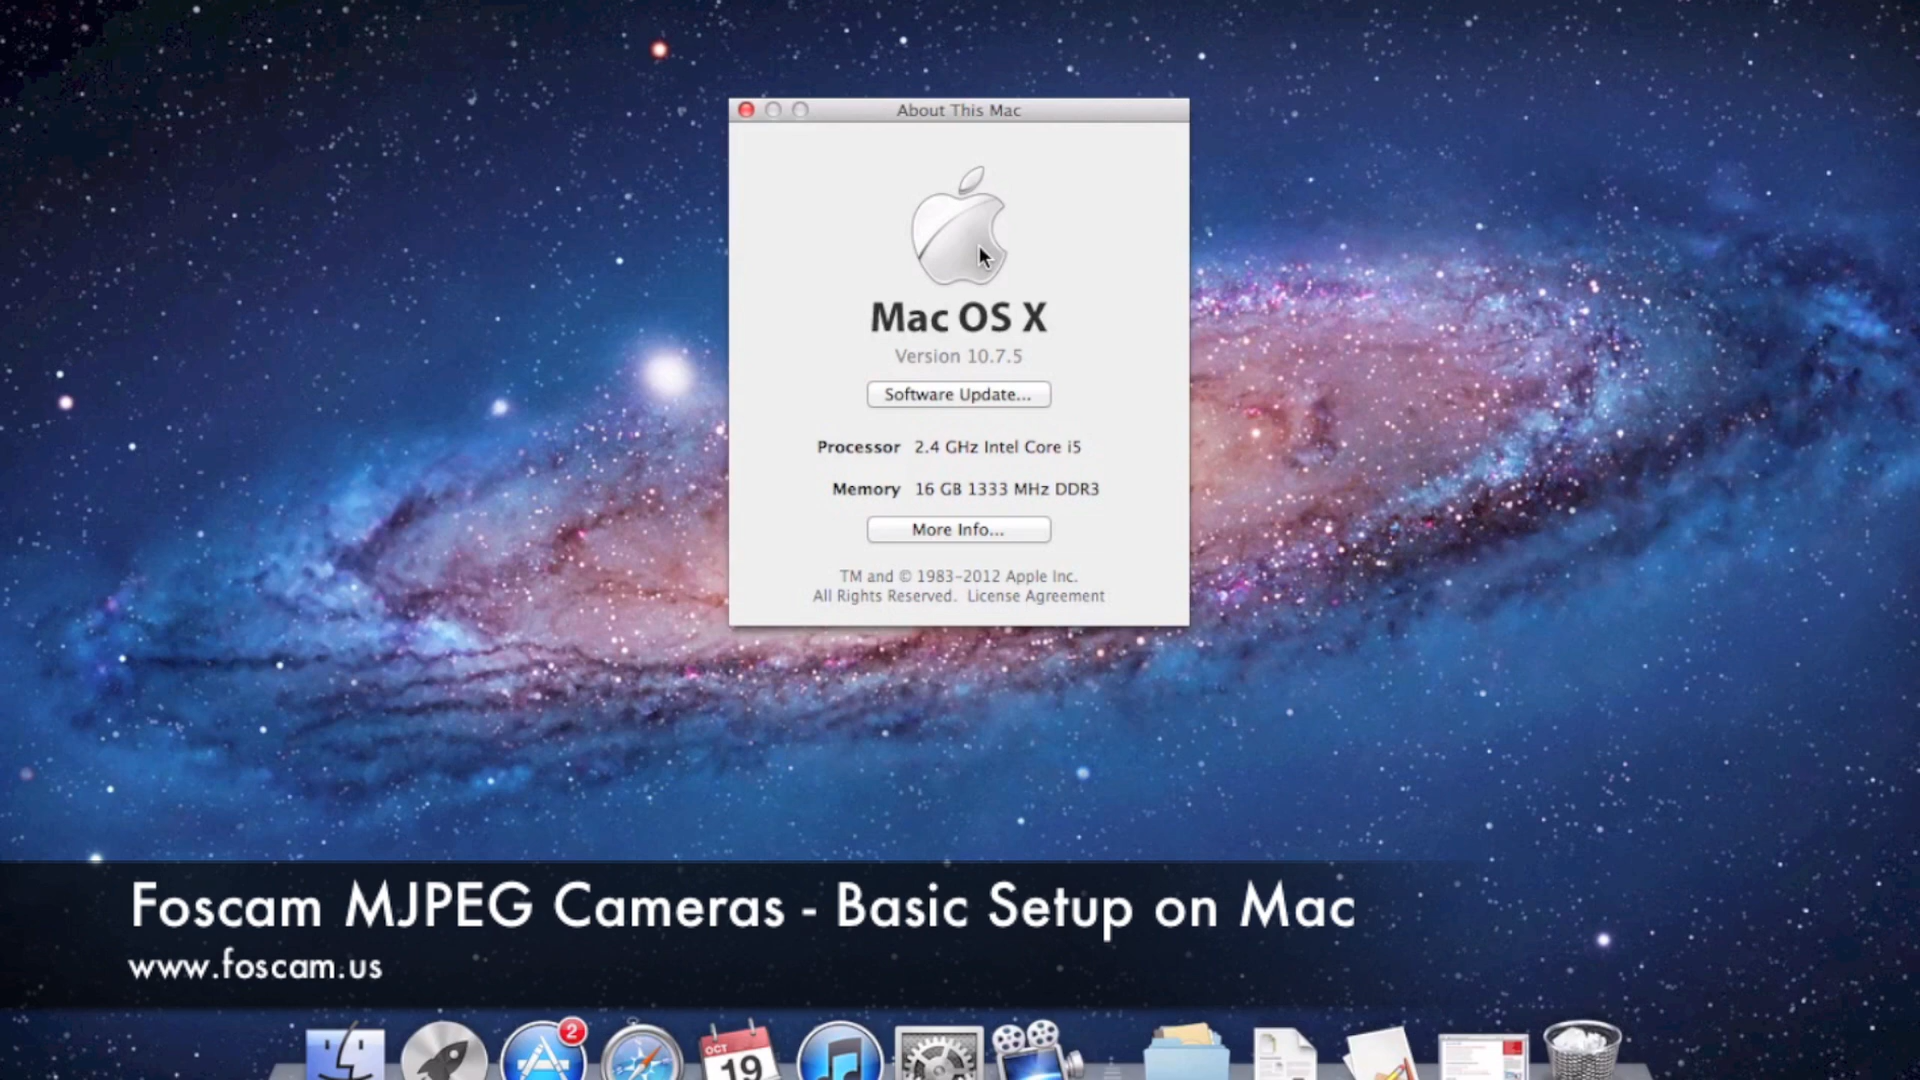 About This Mac
Mac OS X
Version 10.7.5
Software Update...
Processor 2.4 GHz Intel Core i5
Memory 16 GB 1333 MHz DDR3
More Info...
TM and © 1983-2012 Apple Inc.
All Rights Reserved. License Agreement
Foscam MJPEG Cameras - Basic Setup on Mac
www.foscam.us
2
OCT
19